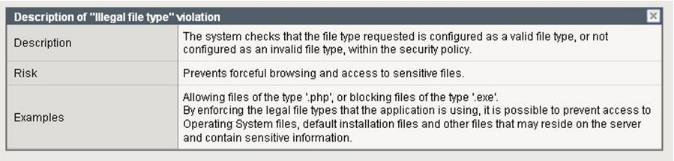 Description of "Illegal file type" violation
Description
The system checks that the file type requested is configured as a valid file type, or not
configured as an invalid file type, within the security policy.
Risk
Prevents forceful browsing and access to sensitive files.
Examples
Allowing files of the type '.php', or blocking files of the type '.exe'.
By enforcing the legal file types that the application is using, it is possible to prevent access to
Operating System files, default installation files and other files that may reside on the server
and contain sensitive information.